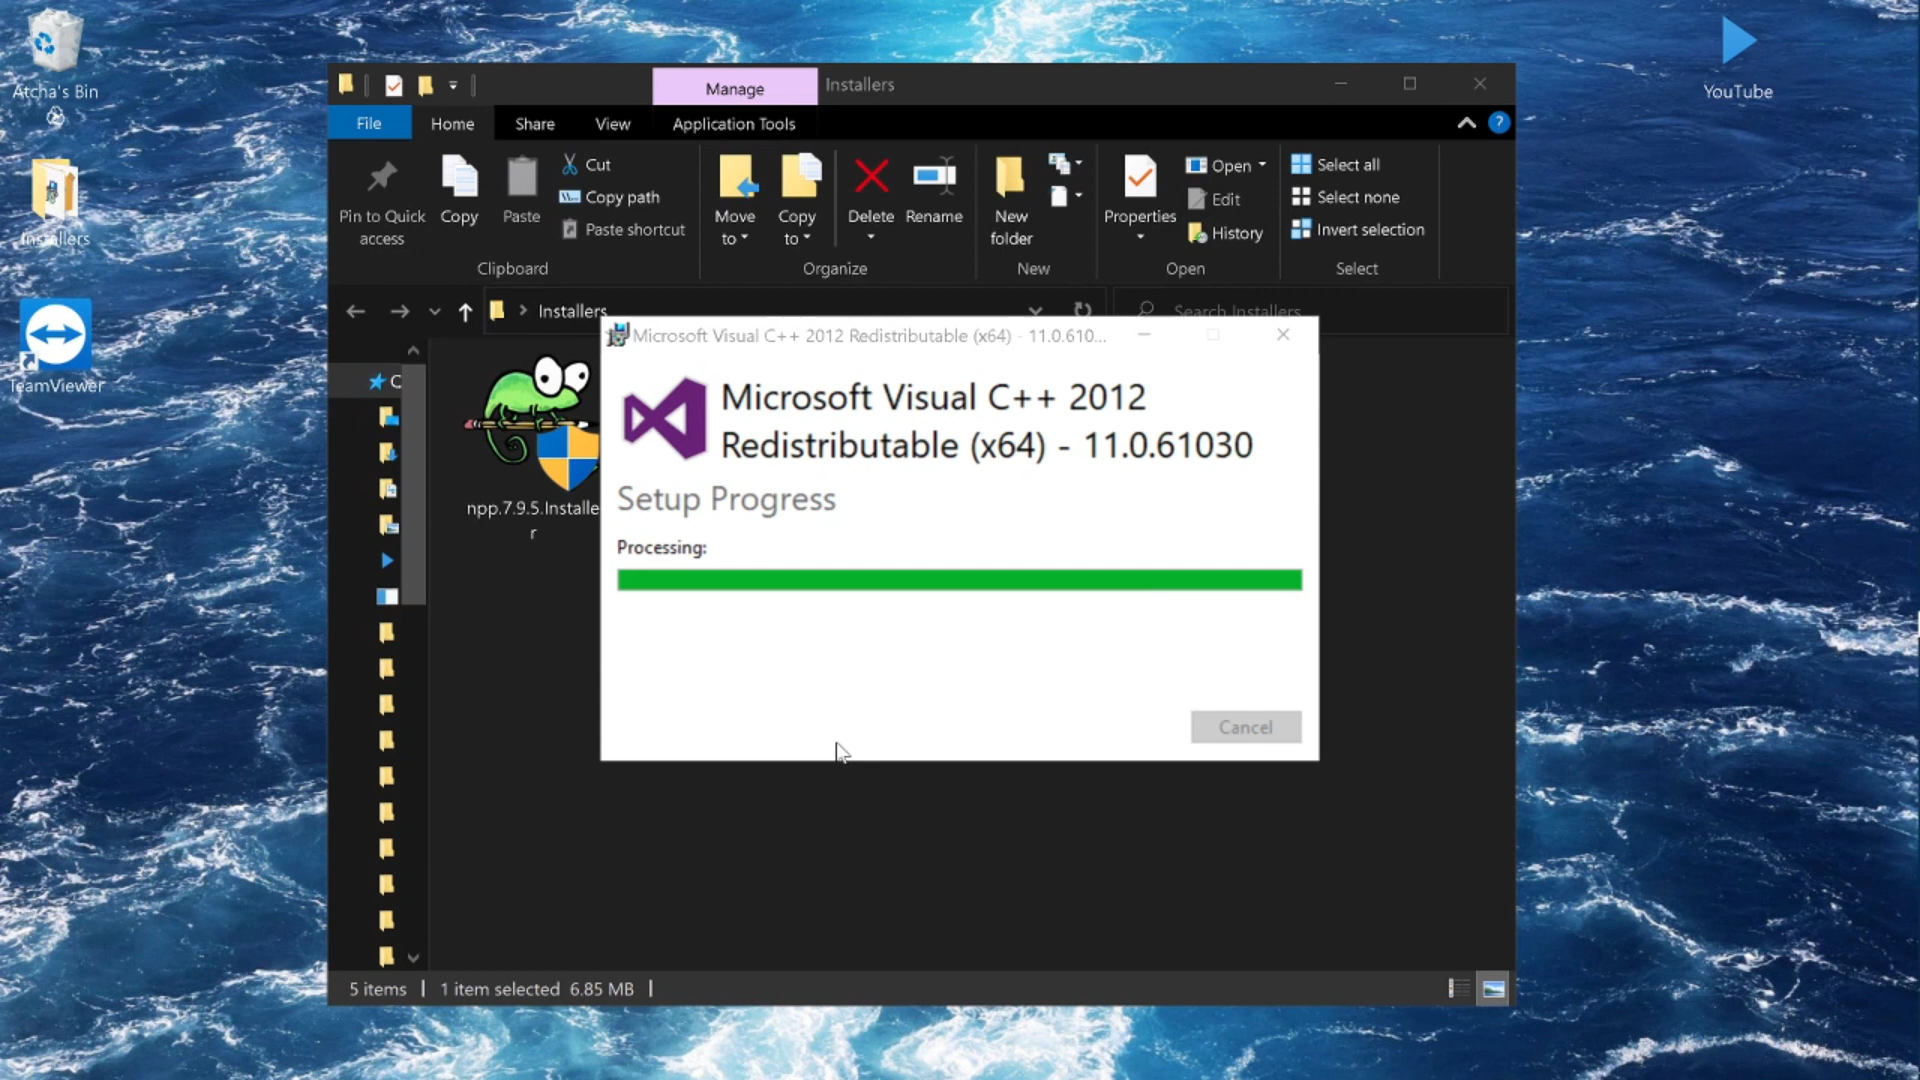 Atcha's Bin
Installers
TeamViewer
YouTube
Manage
Installers
File
Home
Share
View
Application Tools
Pin to Quick
access
Copy
Paste
Cut
Copy path
Paste shortcut
Clipboard
Move
to
Copy
to
Delete
Rename
Organize
New
folder
New
Properties
Open
Edit
History
Open
Select all
Select none
Invert selection
Select
Installers
Search Installers
npp.7.9.5.Installe
r
Microsoft Visual C++ 2012 Redistributable (x64) - 11.0.610...
Microsoft Visual C++ 2012
Redistributable (x64) - 11.0.61030
Setup Progress
Processing:
Cancel
5 items
1 item selected 6.85 MB